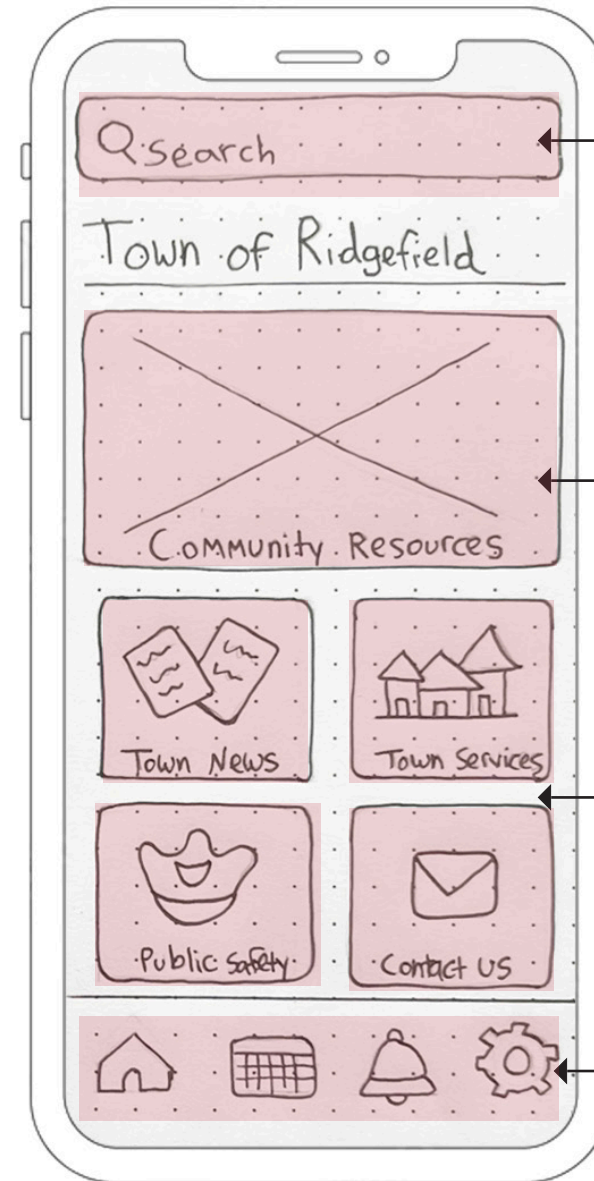 Search
Town of Ridgefield
Community Resources
Town News
Town Services
Public Safety
Contact Us